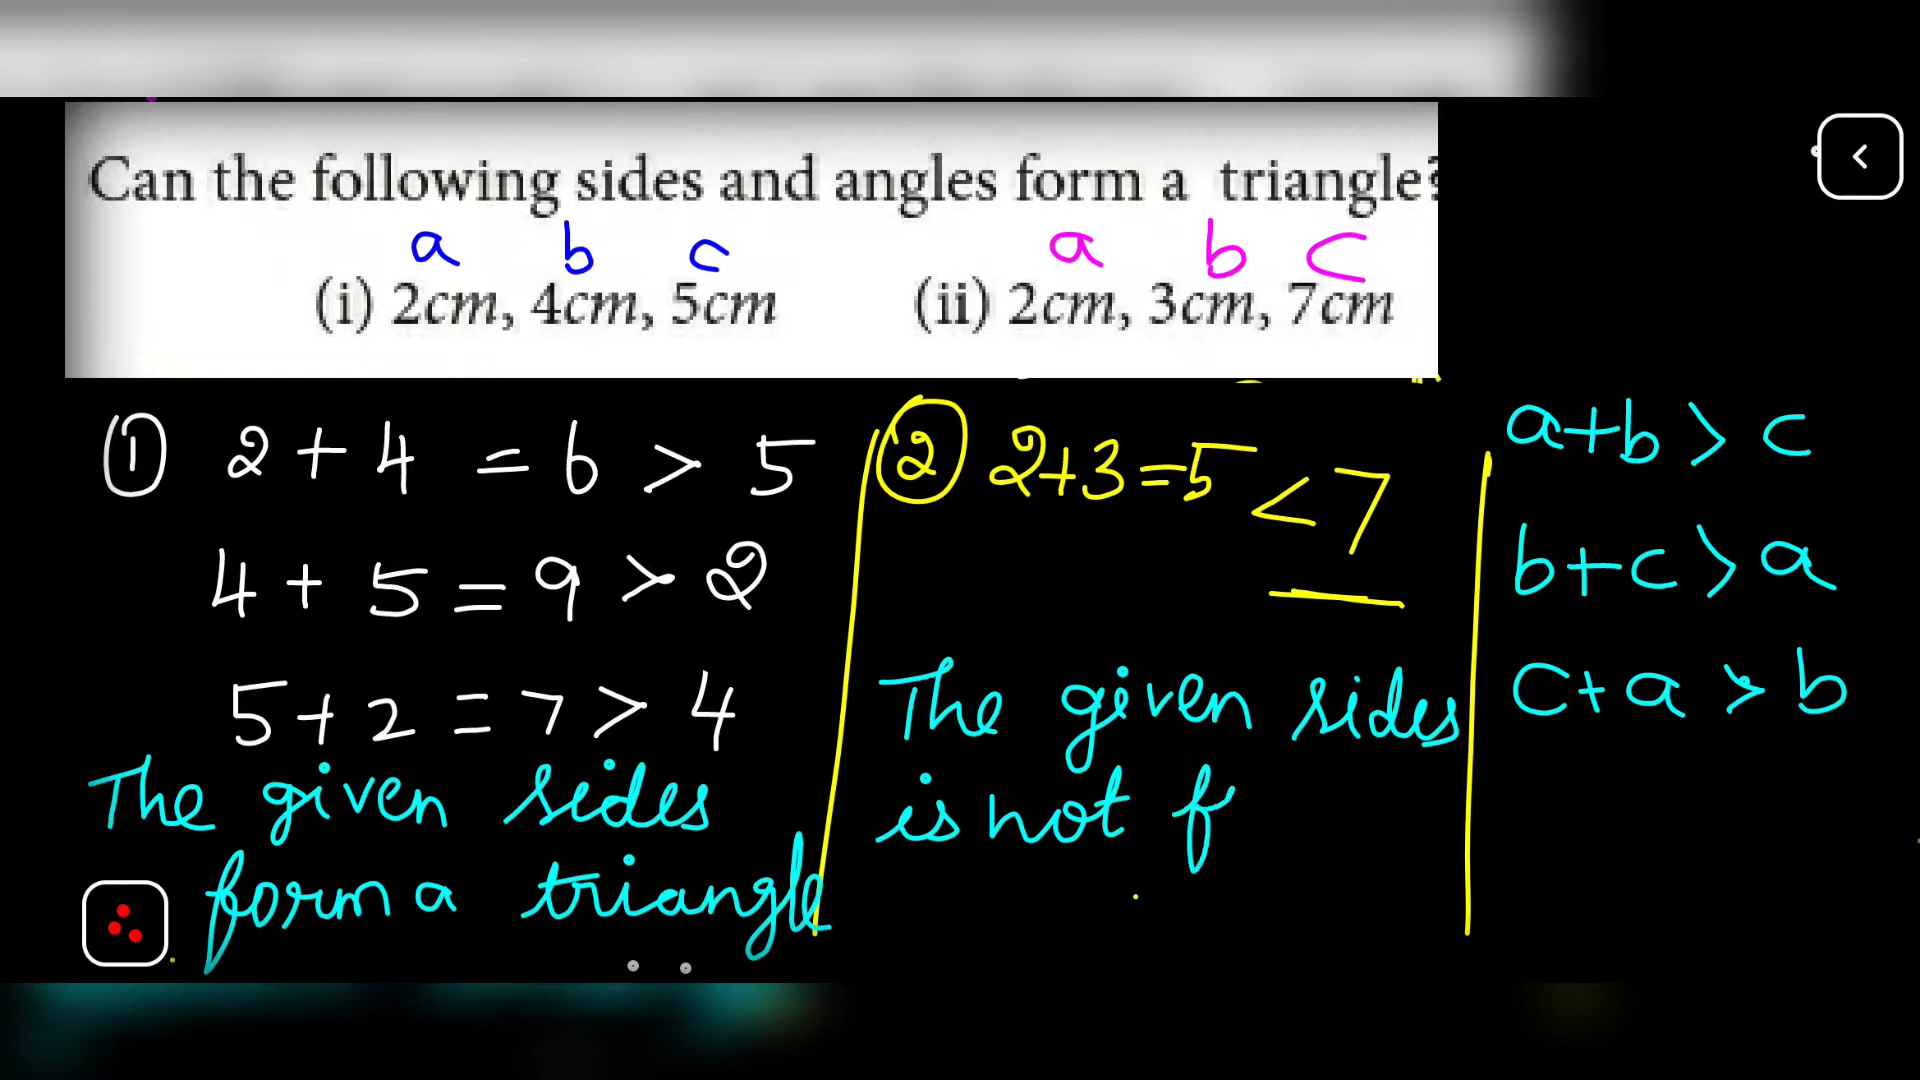 Can the following sides and angles form a triangle?
a b c a b c
(i) 2cm, 4cm, 5cm (ii) 2cm, 3cm, 7cm
① 2 + 4 = 6 > 5
4 + 5 = 9 > 2
5 + 2 = 7 > 4
The given sides
form a triangle
② 2+3=5 < 7
The given sides
is not f
a+b > c
b+c > a
c+a > b